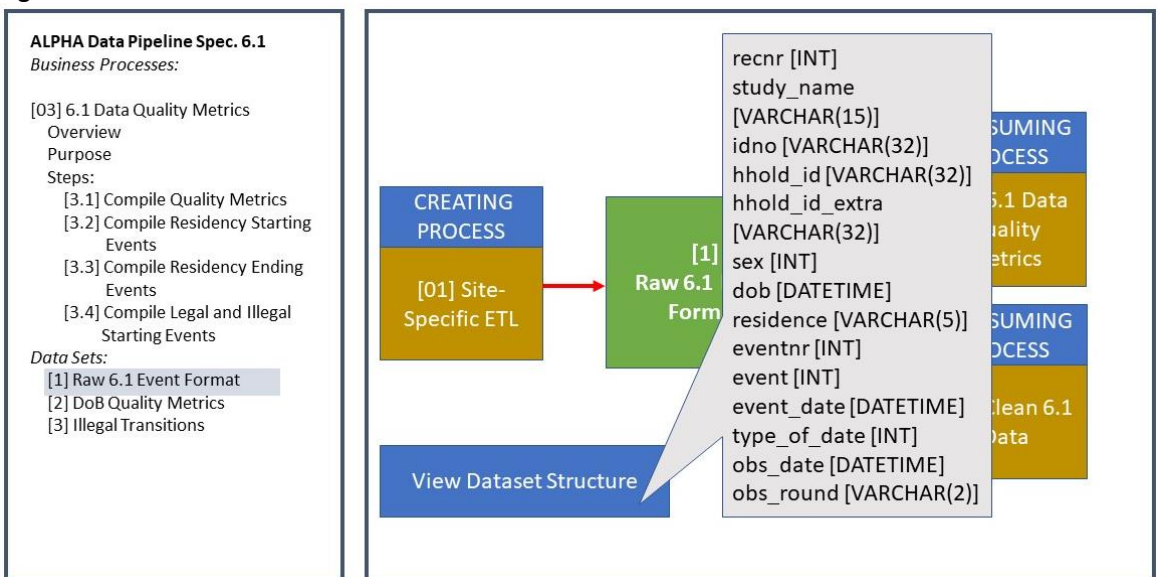 ALPHA Data Pipeline Spec. 6.1
Business Processes:
[03] 6.1 Data Quality Metrics
Overview
Purpose
Steps:
[3.1] Compile Quality Metrics
[3.2] Compile Residency Starting
Events
[3.3] Compile Residency Ending
Events
[3.4] Compile Legal and Illegal
Starting Events
Data Sets:
[1] Raw 6.1 Event Format
[2] DoB Quality Metrics
[3] Illegal Transitions
CREATING
PROCESS
[01] Site-
Specific ETL
[1]
Raw 6.1
Form
View Dataset Structure
recnr [INT]
study_name
[VARCHAR(15)]
idno [VARCHAR(32)]
hhold_id [VARCHAR(32)]
hhold_id_extra
[VARCHAR(32)]
sex [INT]
dob [DATETIME]
residence [VARCHAR(5)]
eventnr [INT]
event [INT]
event_date [DATETIME]
type_of_date [INT]
obs_date [DATETIME]
obs_round [VARCHAR(2)]
SUMING
OCESS
6.1 Data
uality
etrics
SUMING
OCESS
Clean 6.1
Data